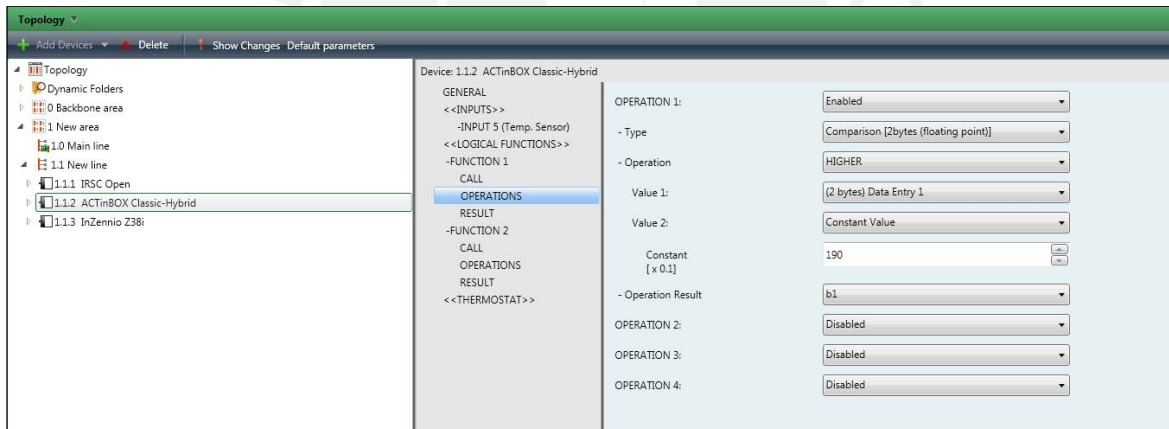 Topology
Add Devices Delete Show Changes Default parameters
Topology
Dynamic Folders
0 Backbone area
1 New area
1.0 Main line
1.1 New line
1.1.1 IRSC Open
1.1.2 ACTinBOX Classic-Hybrid
1.1.3 InZennio Z38i
Device: 1.1.2 ACTinBOX Classic-Hybrid
GENERAL
<<INPUTS>>
-INPUT 5 (Temp. Sensor)
<<LOGICAL FUNCTIONS>>
-FUNCTION 1
CALL
OPERATIONS
RESULT
-FUNCTION 2
CALL
OPERATIONS
RESULT
<<THERMOSTAT>>
OPERATION 1: Enabled
- Type Comparison [2bytes (floating point)]
- Operation HIGHER
Value 1: (2 bytes) Data Entry 1
Value 2: Constant Value
Constant 190
[ x 0.1]
- Operation Result b1
OPERATION 2: Disabled
OPERATION 3: Disabled
OPERATION 4: Disabled